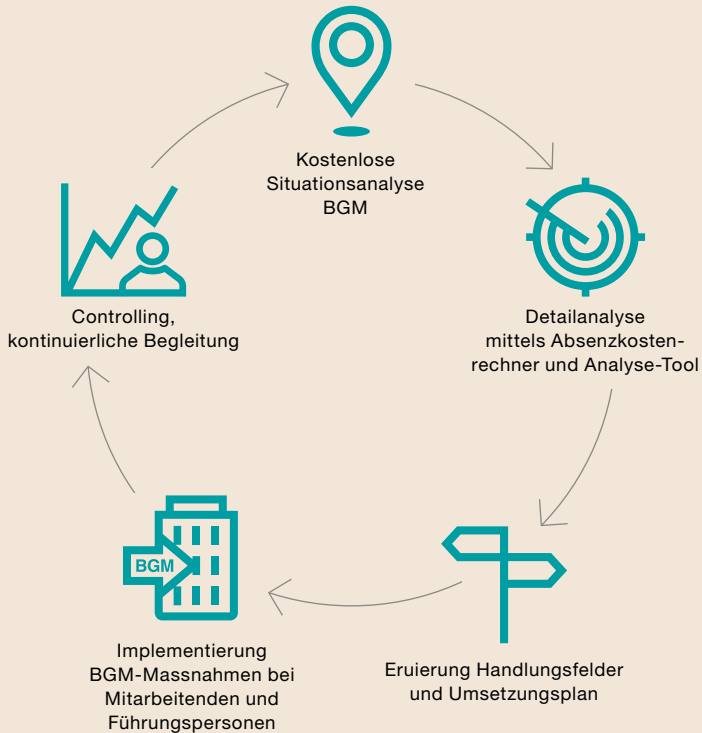 Kostenlose
Situationsanalyse
BGM
Detailanalyse
mittels Absenzkosten-
rechner und Analyse-Tool
Eruierung Handlungsfelder
und Umsetzungsplan
BGM
Implementierung
BGM-Massnahmen bei
Mitarbeitenden und
Führungspersonen
Controlling,
kontinuierliche Begleitung